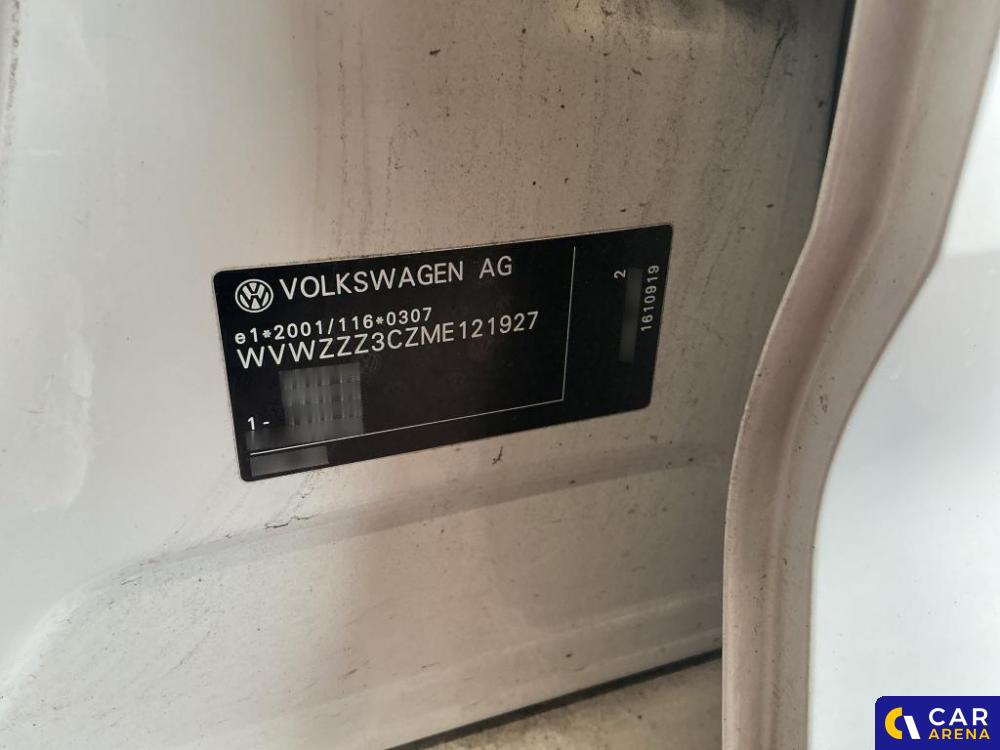 VOLKSWAGEN AG
e1*2001/116*0307
WVWZZZ3CZME121927
1-
2
1610919
CAR
ARENA